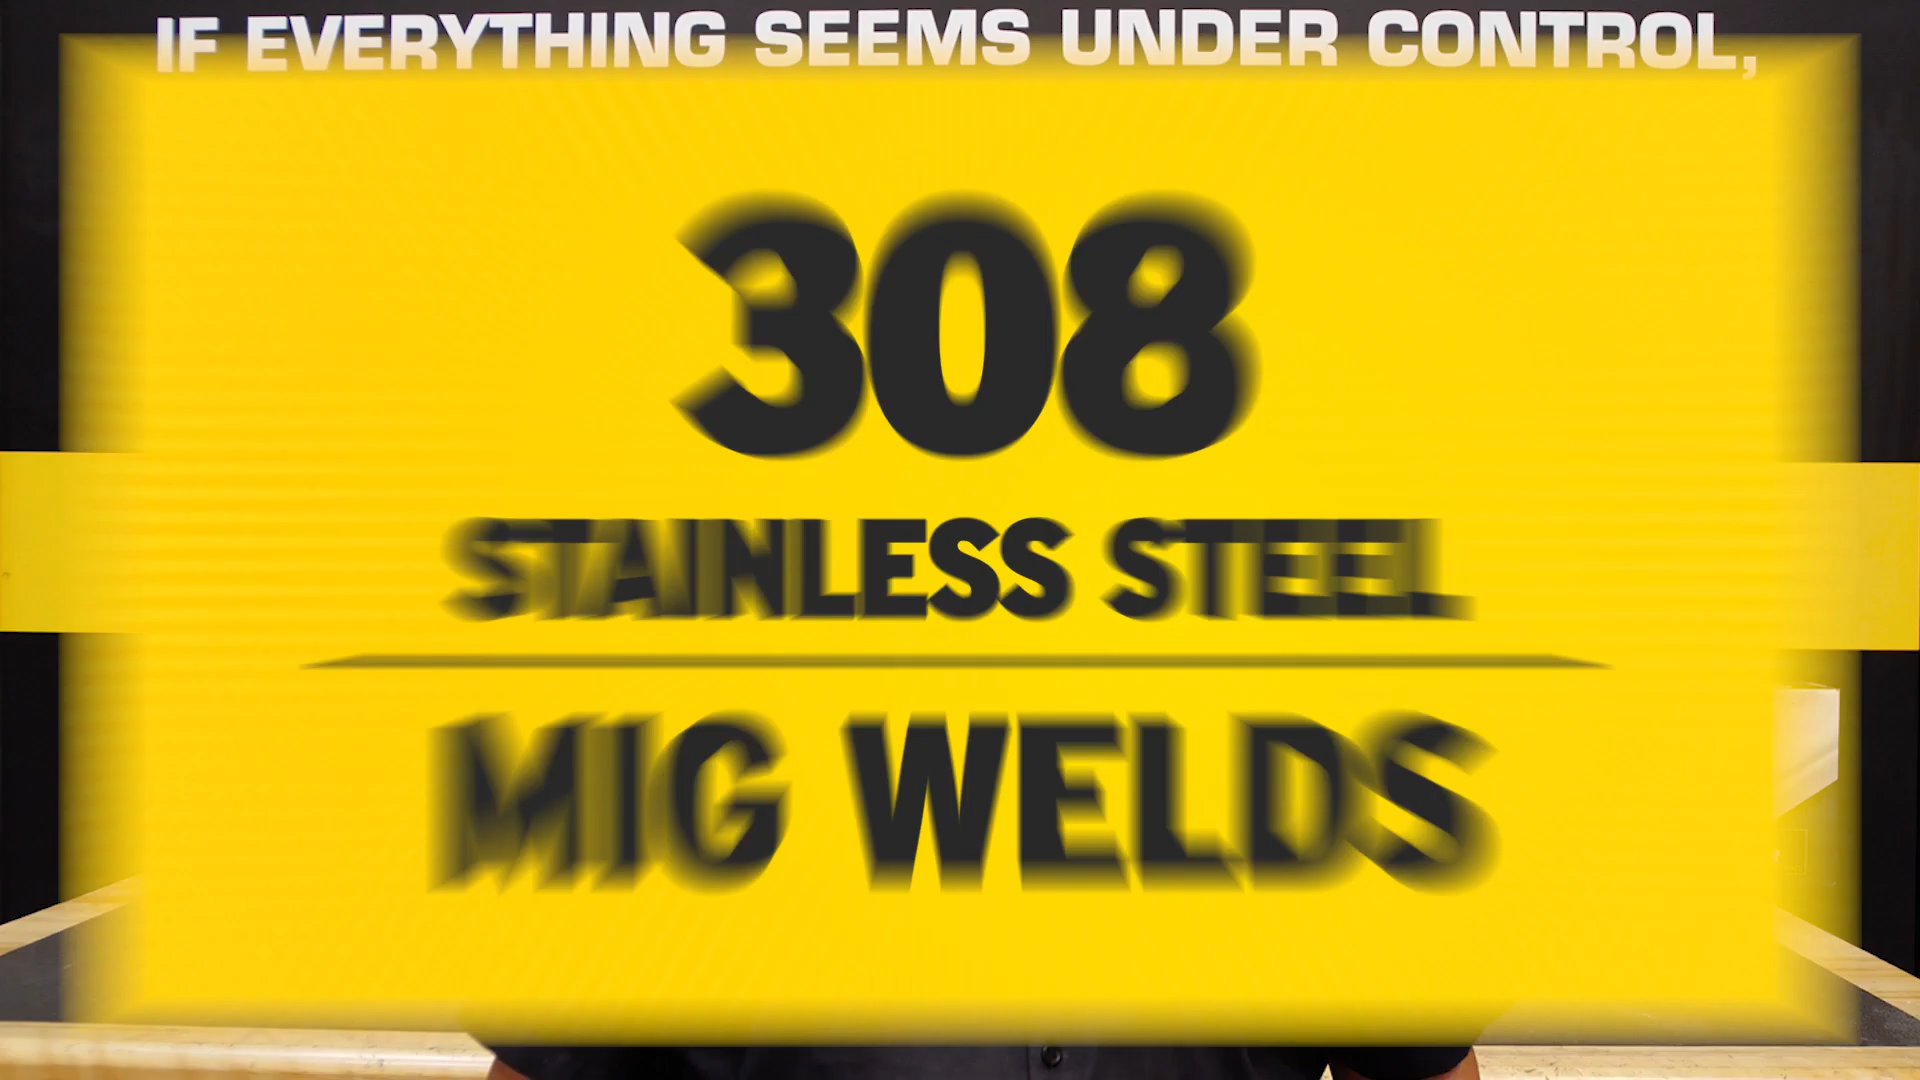 IF EVERYTHING SEEMS UNDER CONTROL,
308
STAINLESS STEEL
MIG WELDS